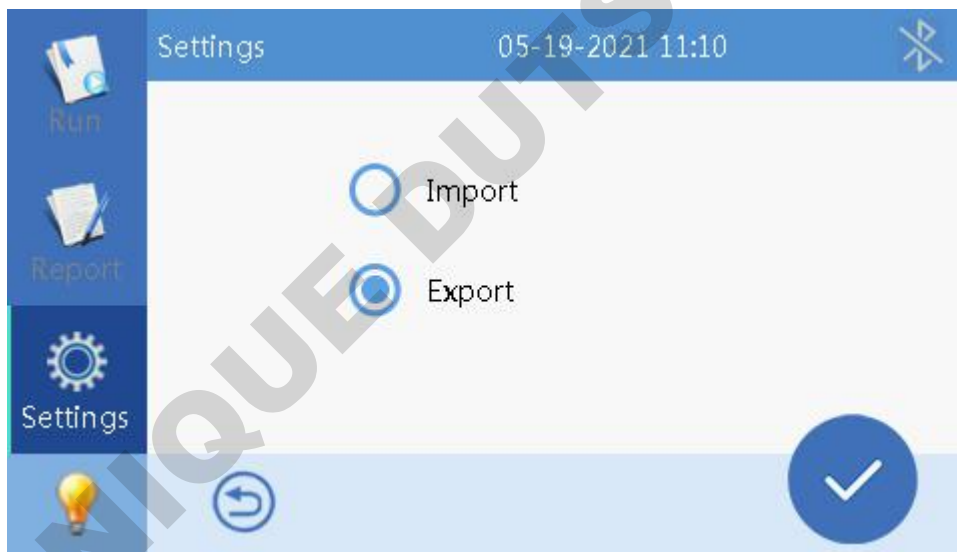 Settings
05-19-2021 11:10
Run
Import
Report
Export
Settings
NIQUE DUTS